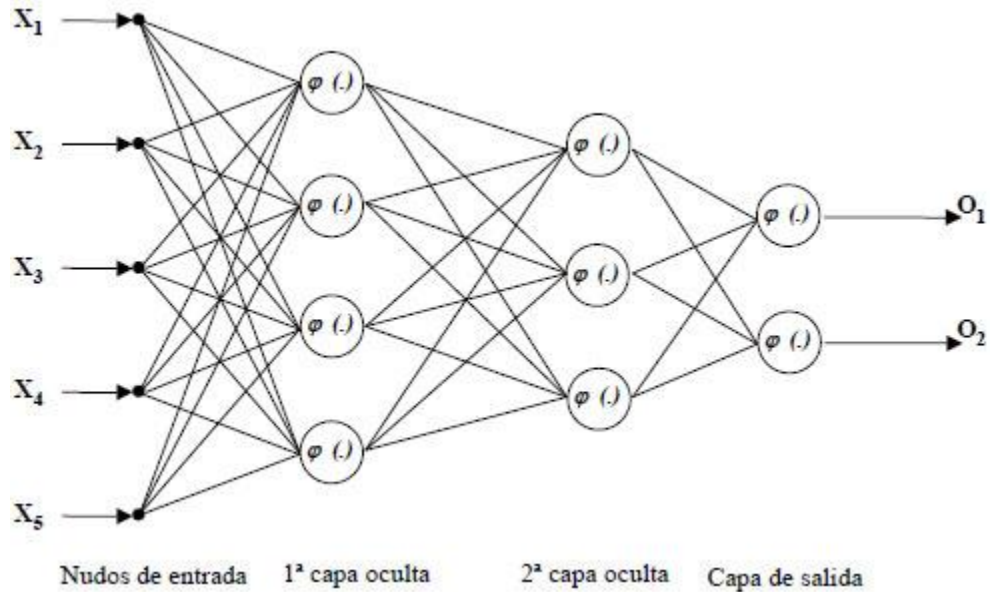 X1
X2
X3
X4
X5
φ (.)
φ (.)
φ (.)
φ (.)
φ (.)
φ (.)
φ (.)
φ (.)
φ (.)
O1
O2
Nudos de entrada
1ª capa oculta
2ª capa oculta
Capa de salida